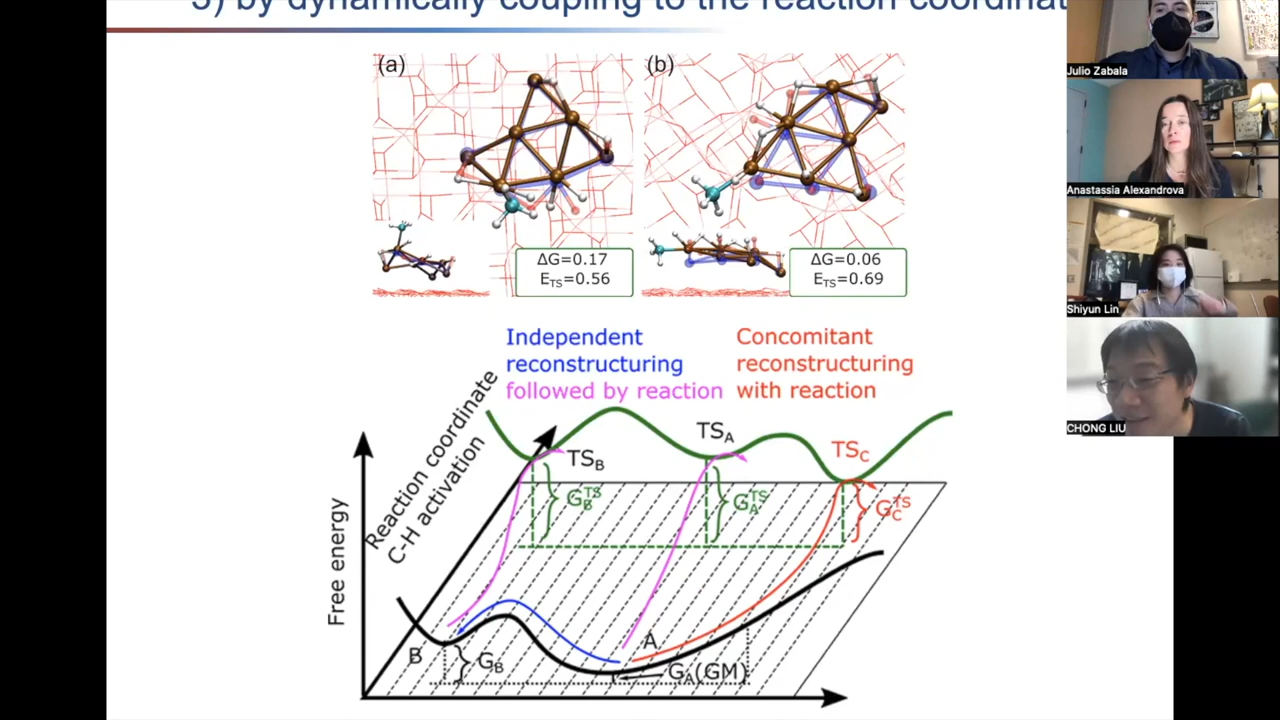 3) by dynamically coupling to the reaction coordinat
(a)
(b)
ΔG=0.17
E_TS=0.56
ΔG=0.06
E_TS=0.69
Independent
reconstructuring
followed by reaction
Concomitant
reconstructuring
with reaction
Reaction coordinate
C-H activation
Free energy
TS_B
TS_A
TS_C
G_B^TS
G_A^TS
G_C^TS
B
G_B
A
G_A(GM)
Julio Zabala
Anastassia Alexandrova
Shiyun Lin
CHONG LIU